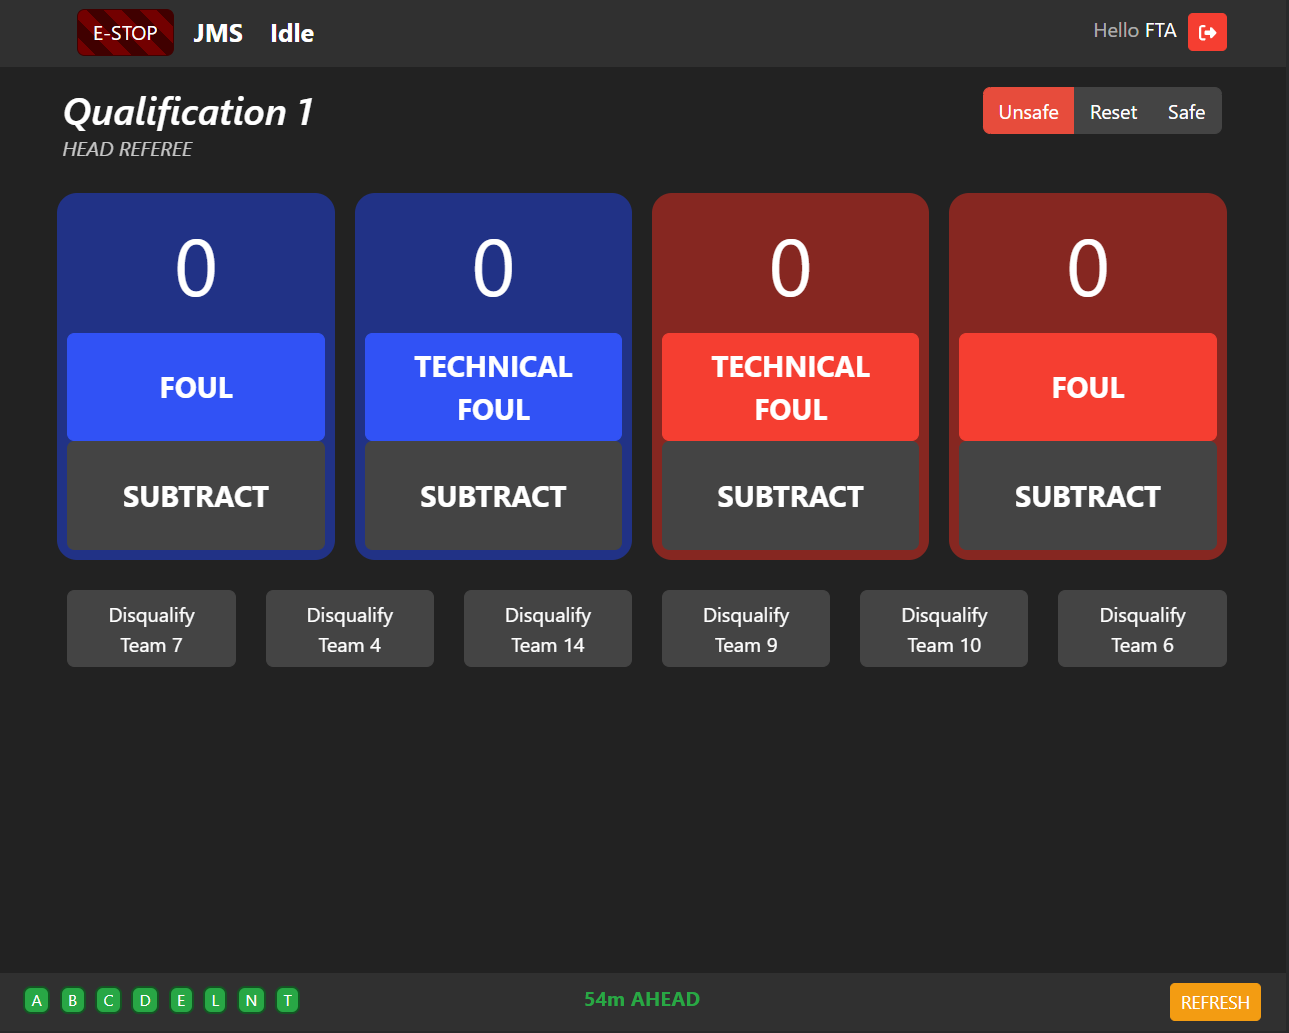 E-STOP JMS Idle Hello FTA
Qualification 1
HEAD REFEREE
Unsafe Reset Safe
0 0 0 0
FOUL
TECHNICAL
FOUL
TECHNICAL
FOUL
FOUL
SUBTRACT SUBTRACT SUBTRACT SUBTRACT
Disqualify
Team 7
Disqualify
Team 4
Disqualify
Team 14
Disqualify
Team 9
Disqualify
Team 10
Disqualify
Team 6
A B C D E L N T
54m AHEAD
REFRESH